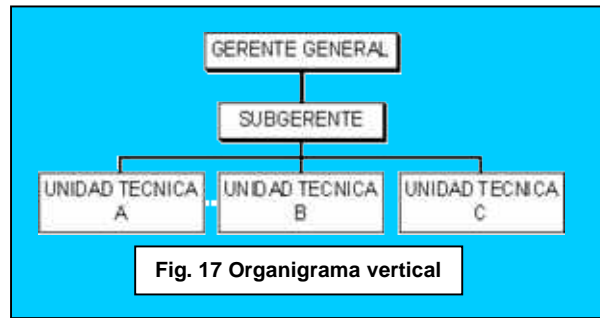 GERENTE GENERAL
SUBGERENTE
UNIDAD TECNICA
A
UNIDAD TECNICA
B
UNIDAD TECNICA
C
Fig. 17 Organigrama vertical